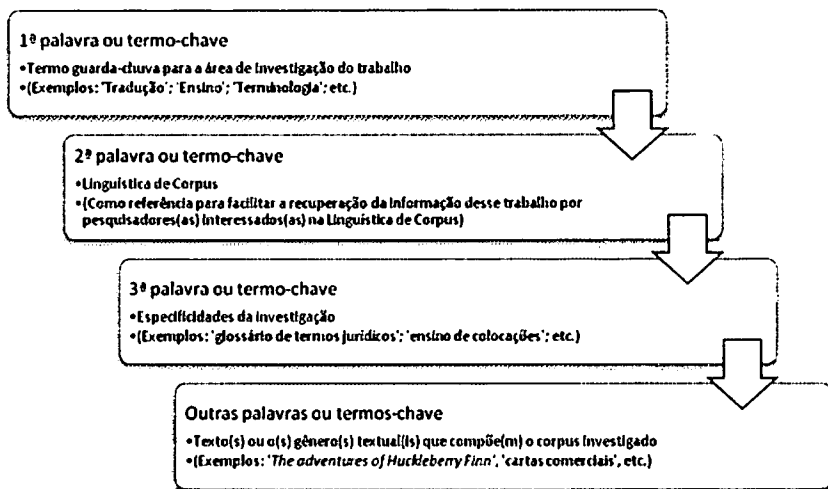 1ª palavra ou termo-chave
•Termo guarda-chuva para a área de investigação do trabalho
•(Exemplos: 'Tradução'; 'Ensino'; 'Terminologia'; etc.)
2ª palavra ou termo-chave
•Linguística de Corpus
•(Como referência para facilitar a recuperação da informação desse trabalho por
pesquisadores(as) interessados(as) na Linguística de Corpus)
3ª palavra ou termo-chave
•Especificidades da investigação
•(Exemplos: 'glossário de termos jurídicos'; 'ensino de colocações'; etc.)
Outras palavras ou termos-chave
•Texto(s) ou o(s) gênero(s) textual(is) que compõe(m) o corpus investigado
•(Exemplos: 'The adventures of Huckleberry Finn', 'cartas comerciais', etc.)